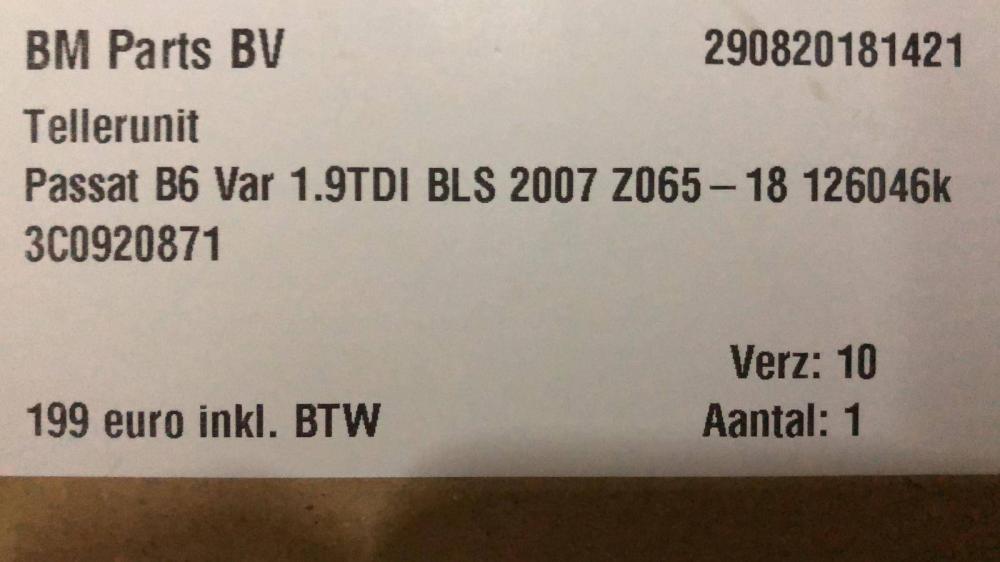 BM Parts BV 290820181421
Tellerunit
Passat B6 Var 1.9TDI BLS 2007 Z065-18 126046k
3C0920871
Verz: 10
199 euro inkl. BTW Aantal: 1